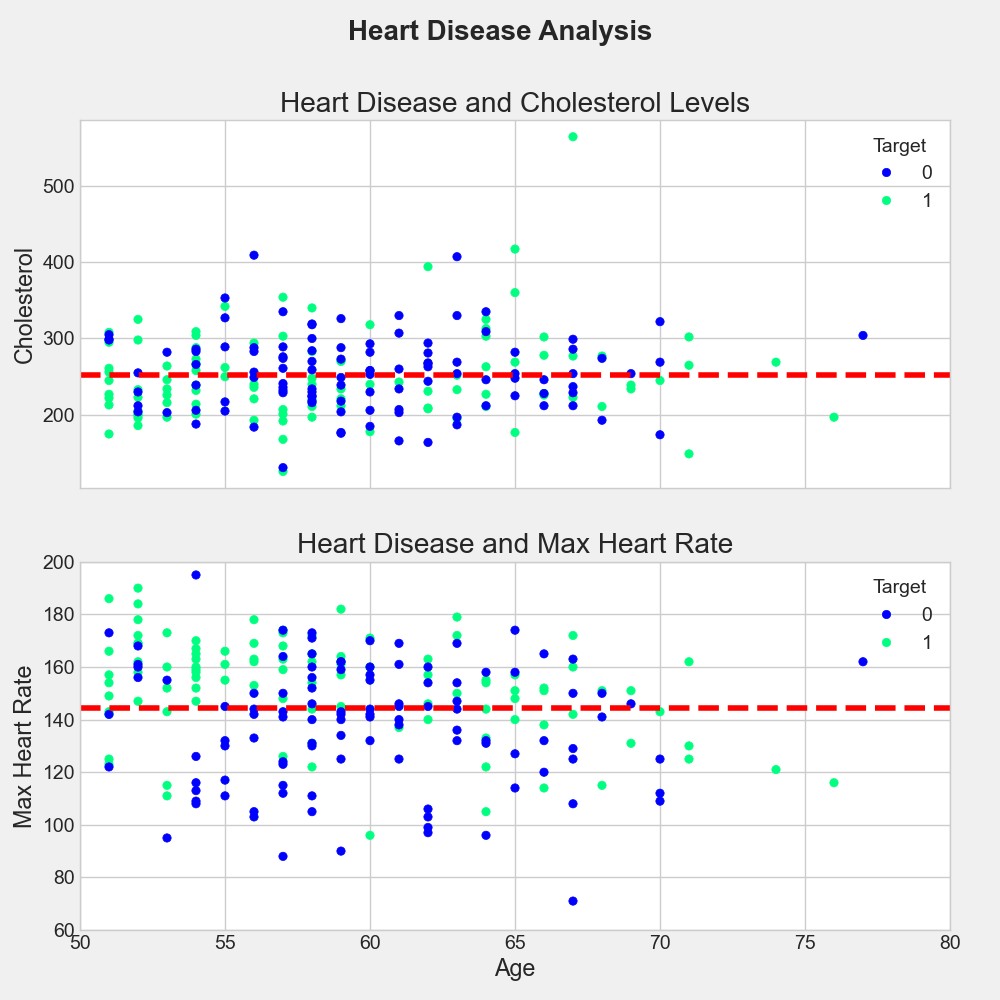 Heart Disease Analysis
Heart Disease and Cholesterol Levels
Target
0
1
500
400
300
200
Cholesterol
Heart Disease and Max Heart Rate
Target
0
1
200
180
160
140
120
100
80
60
Max Heart Rate
50 55 60 65 70 75 80
Age